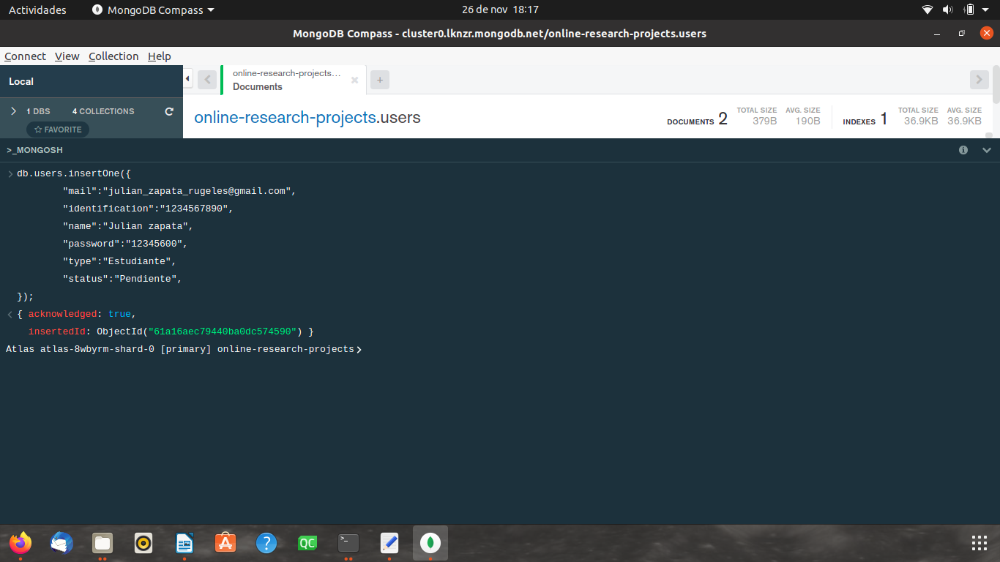 Actividades MongoDB Compass 26 de nov 18:17
MongoDB Compass - cluster0.lknzr.mongodb.net/online-research-projects.users
Connect View Collection Help
Local
online-research-projects…
Documents
1 DBS 4 COLLECTIONS
FAVORITE
online-research-projects.users
DOCUMENTS 2 TOTAL SIZE 379B AVG. SIZE 190B INDEXES 1 TOTAL SIZE 36.9KB AVG. SIZE 36.9KB
>_MONGOSH
db.users.insertOne({
"mail":"julian_zapata_rugeles@gmail.com",
"identification":"1234567890",
"name":"Julian zapata",
"password":"12345600",
"type":"Estudiante",
"status":"Pendiente",
});
{ acknowledged: true,
insertedId: ObjectId("61a16aec79440ba0dc574590") }
Atlas atlas-8wbyrm-shard-0 [primary] online-research-projects>
QC